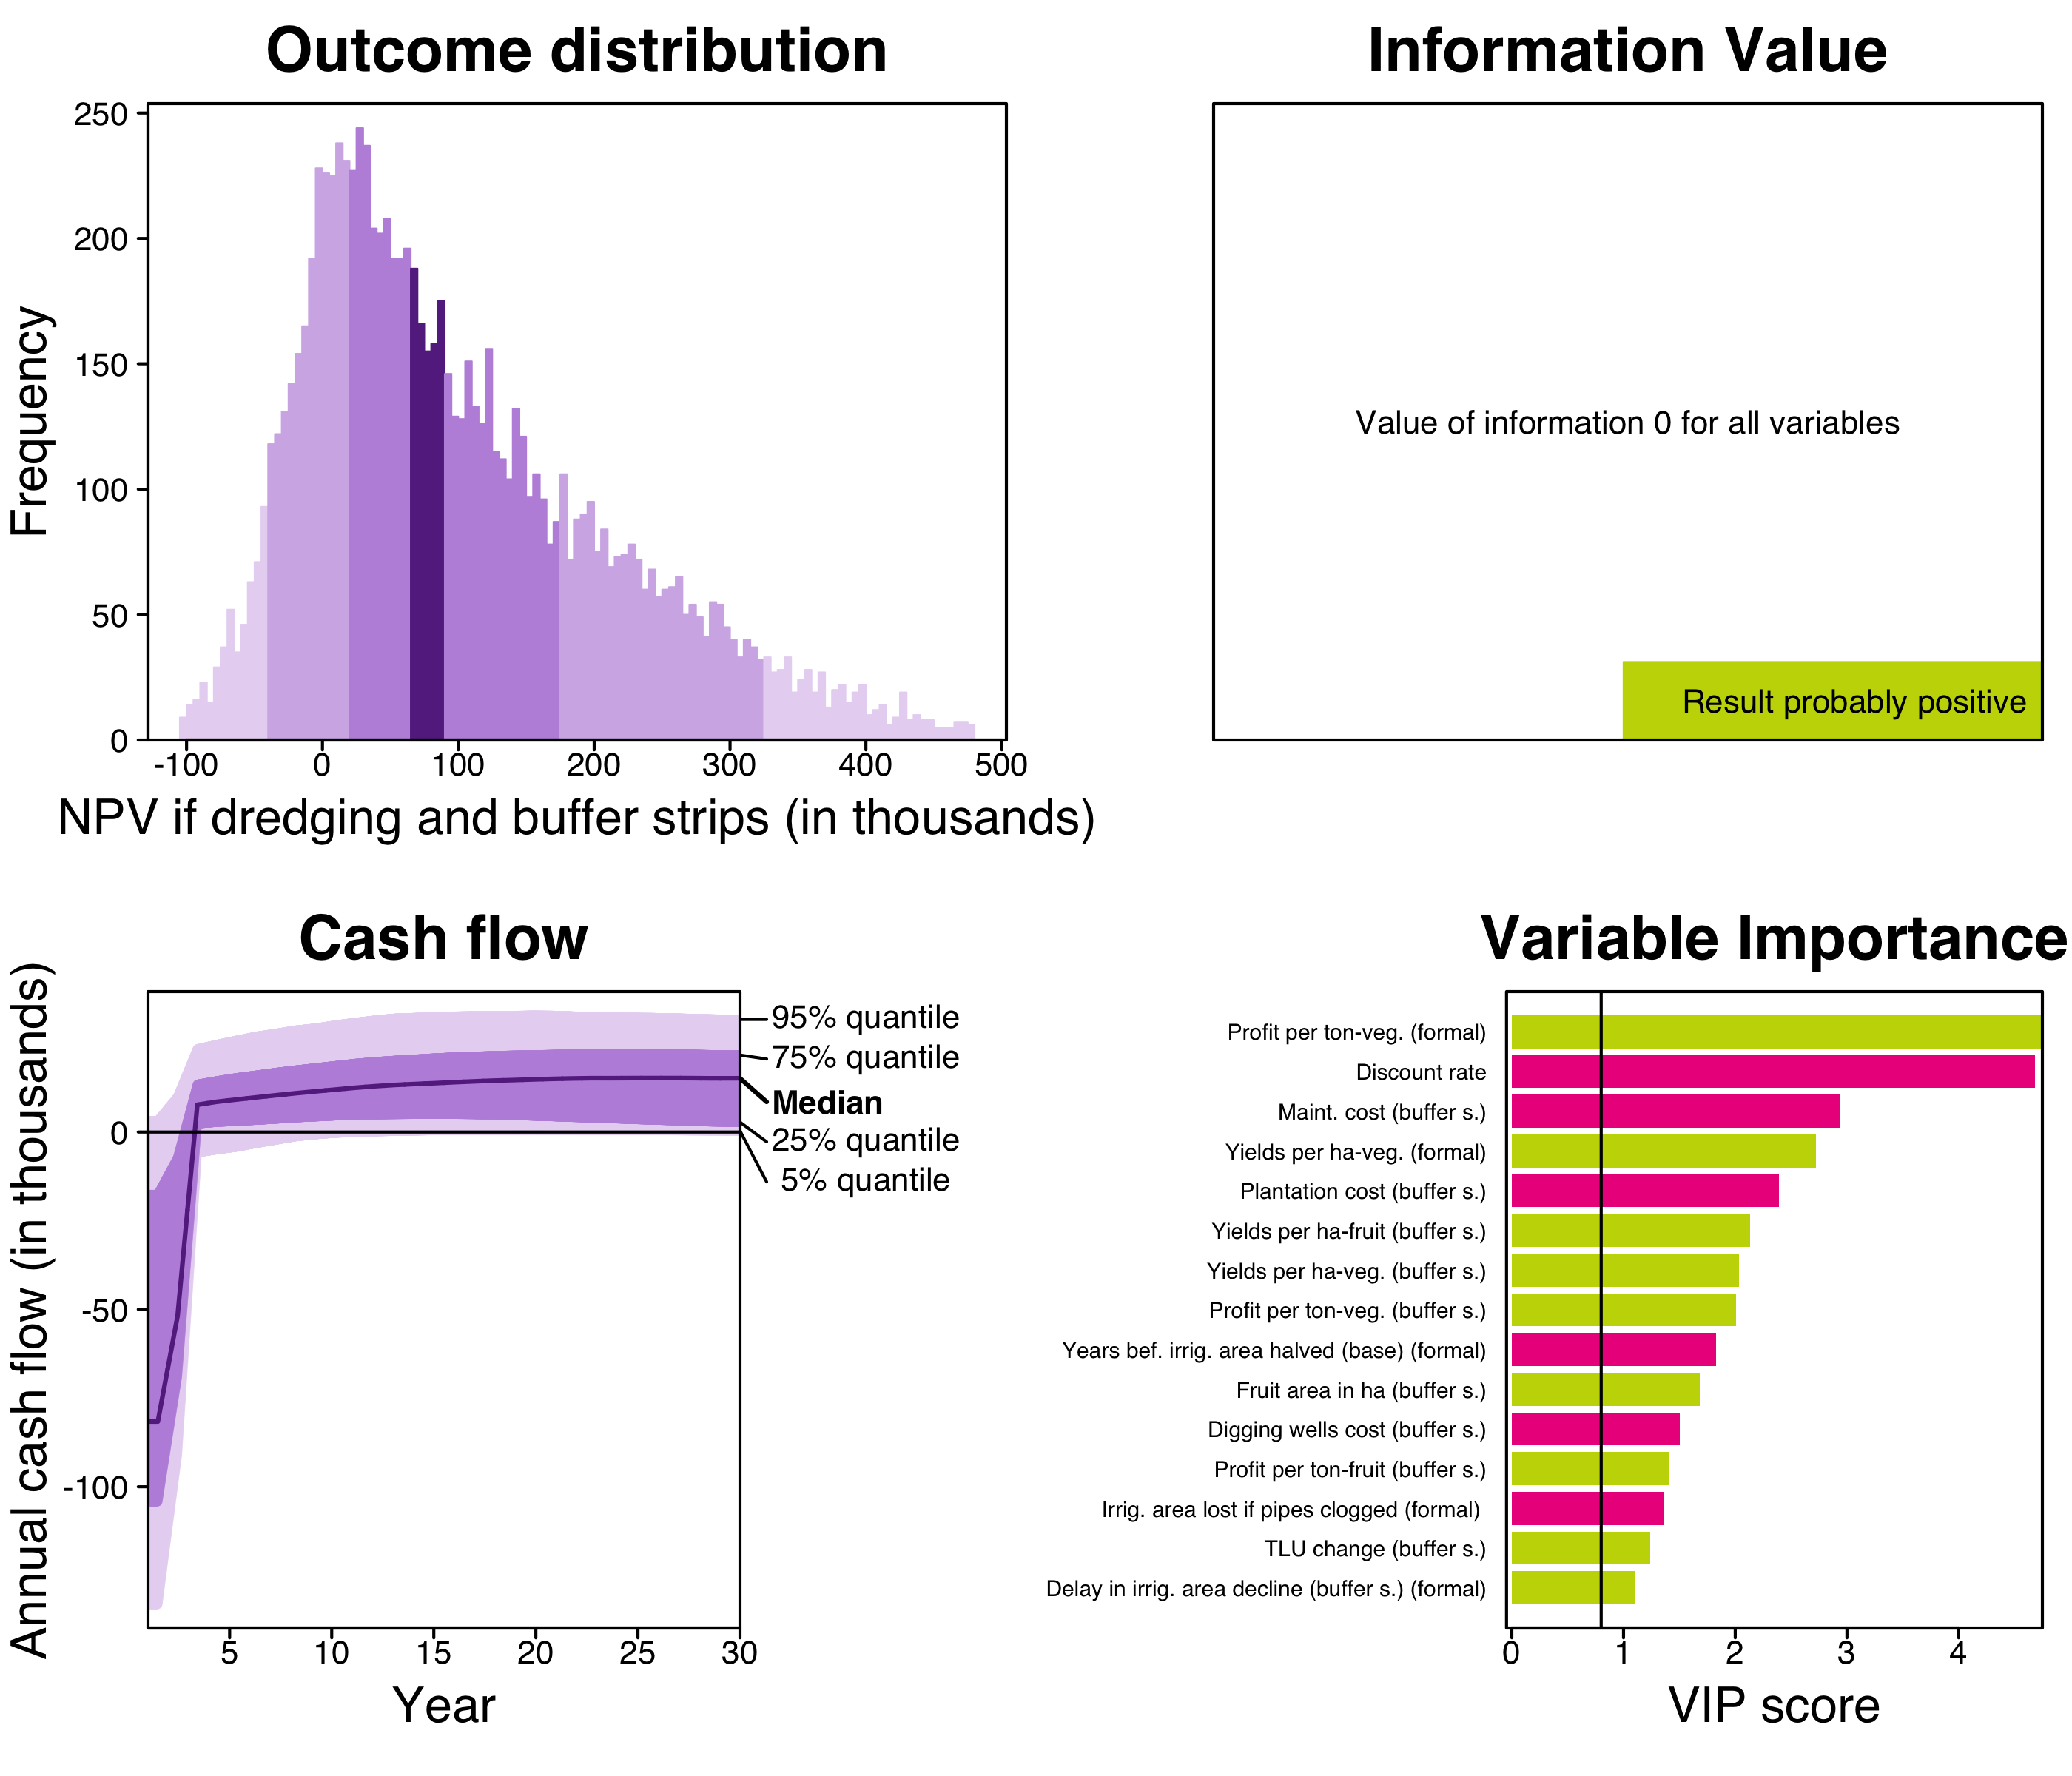 Outcome distribution
Frequency
250
200
150
100
50
0
-100 0 100 200 300 400 500
NPV if dredging and buffer strips (in thousands)
Information Value
Value of information 0 for all variables
Result probably positive
Cash flow
Annual cash flow (in thousands)
0
-50
-100
5 10 15 20 25 30
Year
95% quantile
75% quantile
Median
25% quantile
5% quantile
Variable Importance
Profit per ton-veg. (formal)
Discount rate
Maint. cost (buffer s.)
Yields per ha-veg. (formal)
Plantation cost (buffer s.)
Yields per ha-fruit (buffer s.)
Yields per ha-veg. (buffer s.)
Profit per ton-veg. (buffer s.)
Years bef. irrig. area halved (base) (formal)
Fruit area in ha (buffer s.)
Digging wells cost (buffer s.)
Profit per ton-fruit (buffer s.)
Irrig. area lost if pipes clogged (formal)
TLU change (buffer s.)
Delay in irrig. area decline (buffer s.) (formal)
0 1 2 3 4
VIP score